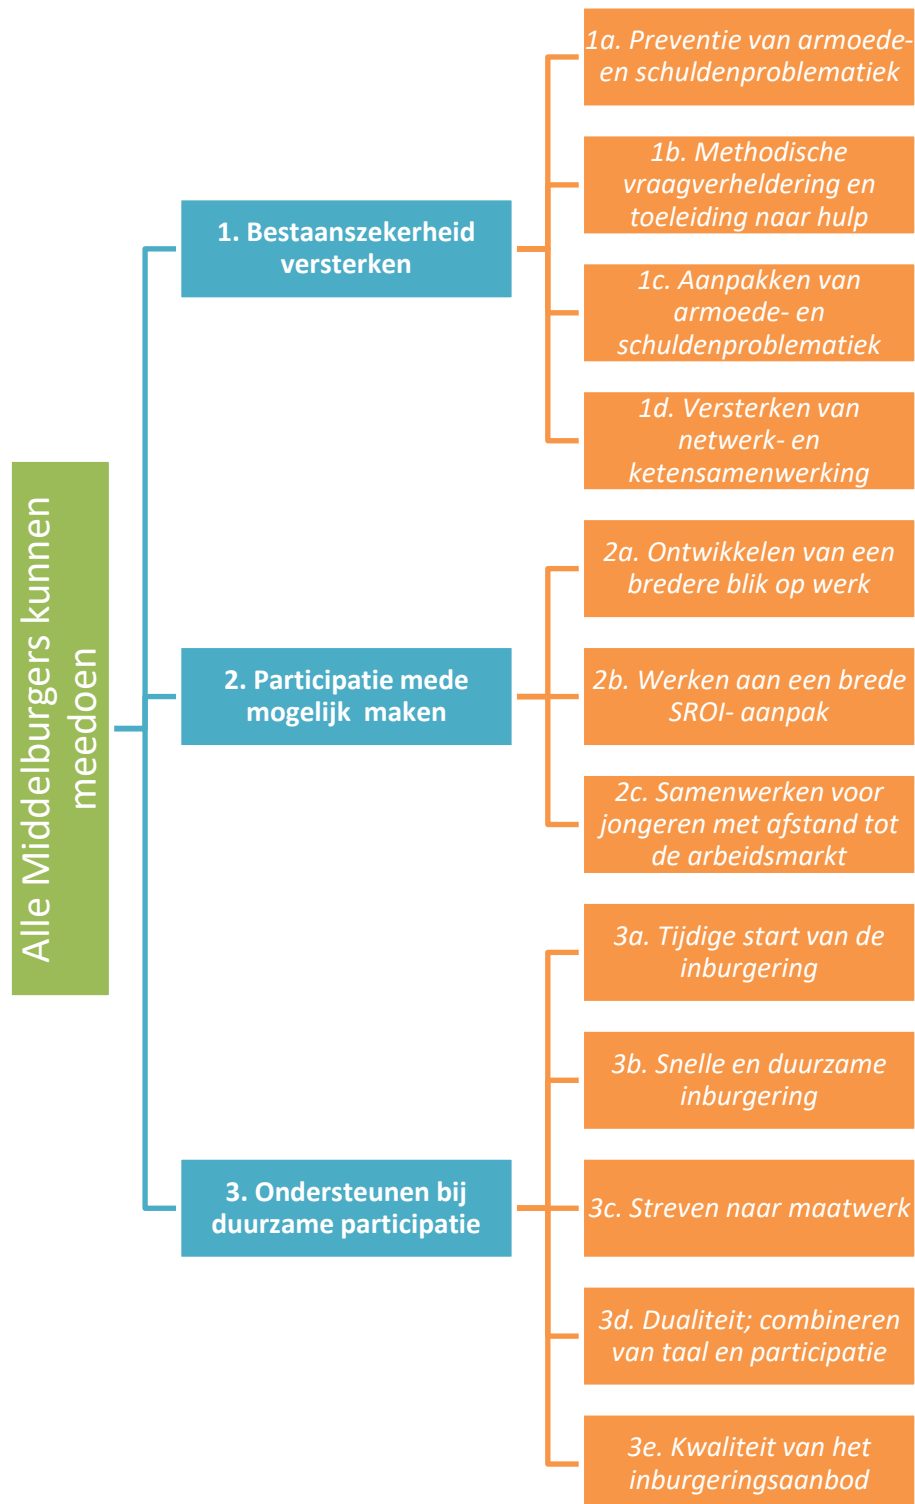 Alle Middelburgers kunnen
meedoen
1. Bestaanszekerheid
versterken
1a. Preventie van armoede-
en schuldenproblematiek
1b. Methodische
vraagverheldering en
toeleiding naar hulp
1c. Aanpakken van
armoede- en
schuldenproblematiek
1d. Versterken van
netwerk- en
ketensamenwerking
2. Participatie mede
mogelijk  maken
2a. Ontwikkelen van een
bredere blik op werk
2b. Werken aan een brede
SROI- aanpak
2c. Samenwerken voor
jongeren met afstand tot
de arbeidsmarkt
3. Ondersteunen bij
duurzame participatie
3a. Tijdige start van de
inburgering
3b. Snelle en duurzame
inburgering
3c. Streven naar maatwerk
3d. Dualiteit; combineren
van taal en participatie
3e. Kwaliteit van het
inburgeringsaanbod